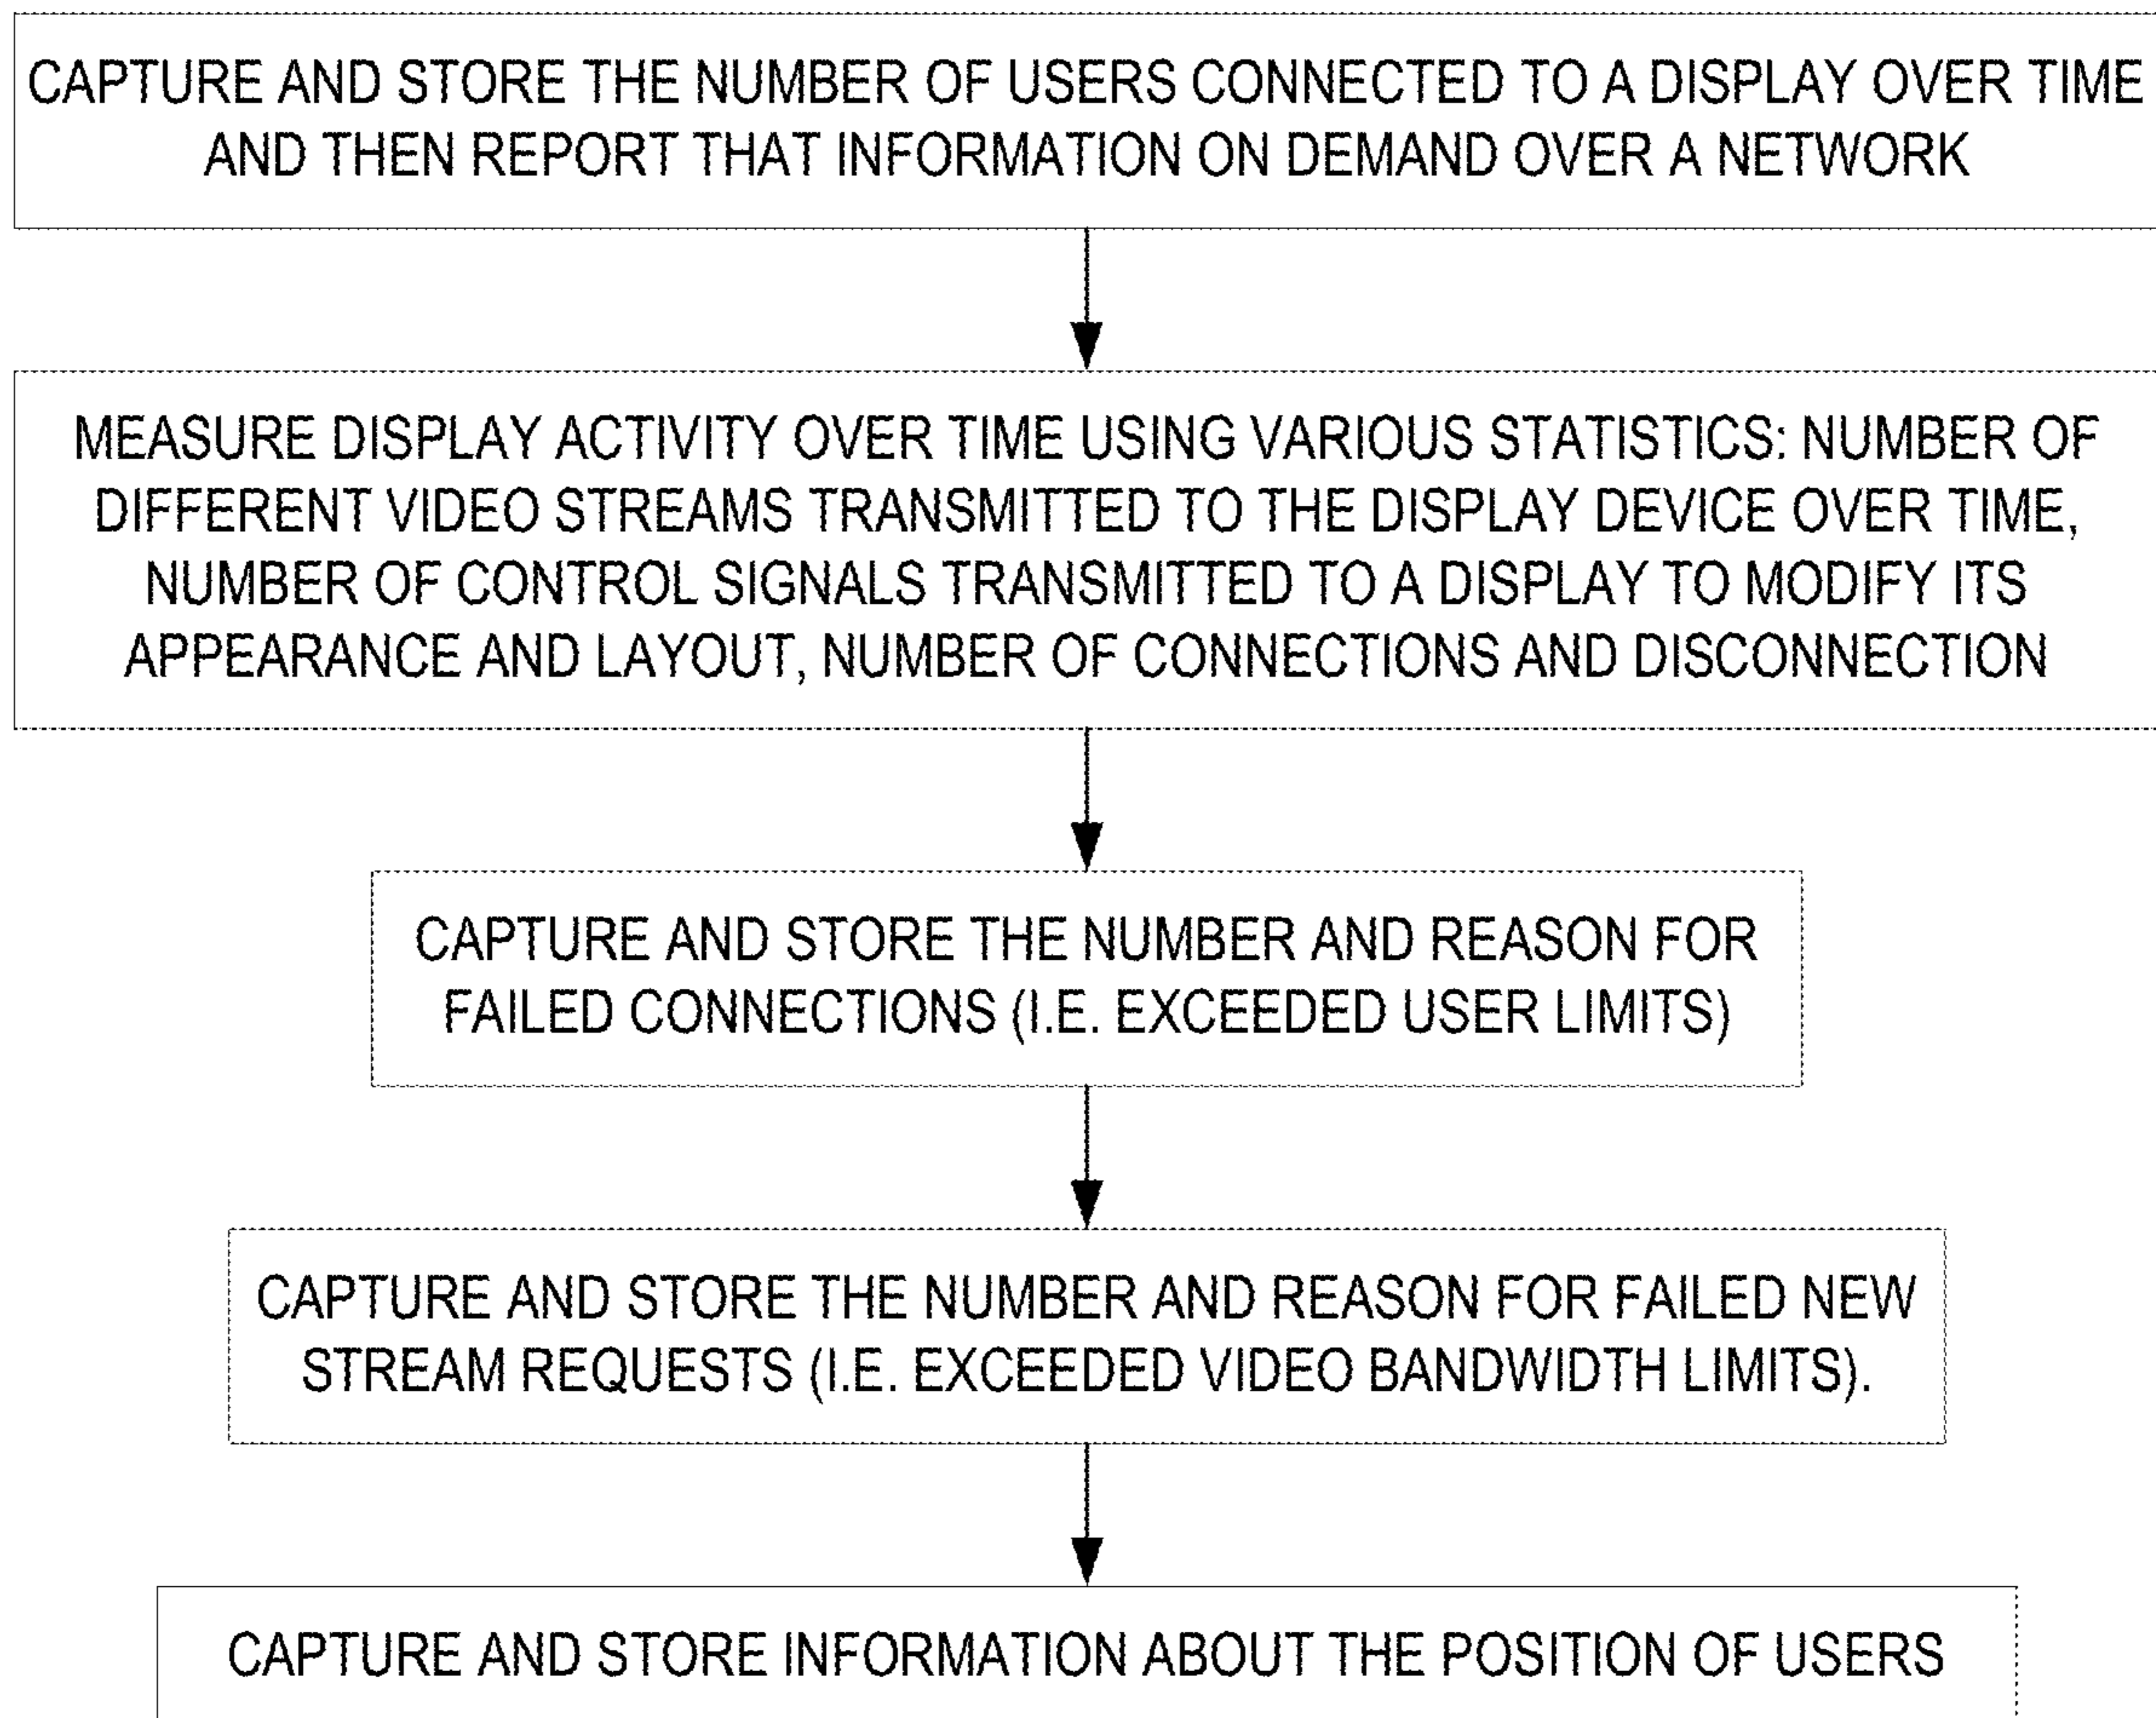 CAPTURE AND STORE THE NUMBER OF USERS CONNECTED TO A DISPLAY OVER TIME
AND THEN REPORT THAT INFORMATION ON DEMAND OVER A NETWORK
MEASURE DISPLAY ACTIVITY OVER TIME USING VARIOUS STATISTICS: NUMBER OF
DIFFERENT VIDEO STREAMS TRANSMITTED TO THE DISPLAY DEVICE OVER TIME,
NUMBER OF CONTROL SIGNALS TRANSMITTED TO A DISPLAY TO MODIFY ITS
APPEARANCE AND LAYOUT, NUMBER OF CONNECTIONS AND DISCONNECTION
CAPTURE AND STORE THE NUMBER AND REASON FOR
FAILED CONNECTIONS (I.E. EXCEEDED USER LIMITS)
CAPTURE AND STORE THE NUMBER AND REASON FOR FAILED NEW
STREAM REQUESTS (I.E. EXCEEDED VIDEO BANDWIDTH LIMITS).
CAPTURE AND STORE INFORMATION ABOUT THE POSITION OF USERS